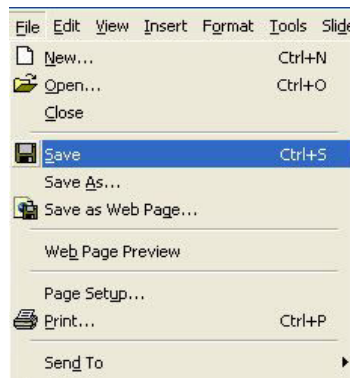 File Edit View Insert Format Tools Slide
New... Ctrl+N
Open... Ctrl+O
Close
Save Ctrl+S
Save As...
Save as Web Page...
Web Page Preview
Page Setup...
Print... Ctrl+P
Send To